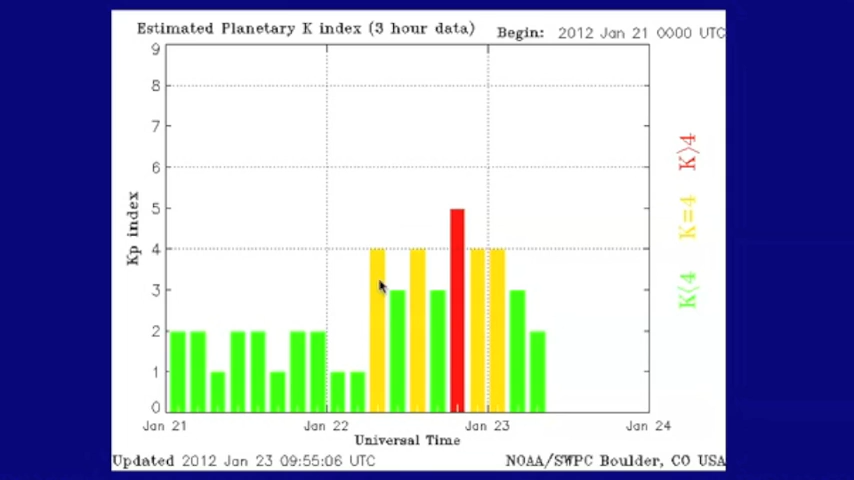 Estimated Planetary K index (3 hour data)
Begin: 2012 Jan 21 0000 UTC
9
8
7
6
5
4
3
2
1
0
Kp index
K<4 K=4 K>4
Jan 21 Jan 22 Jan 23 Jan 24
Universal Time
Updated 2012 Jan 23 09:55:06 UTC
NOAA/SWPC Boulder, CO USA